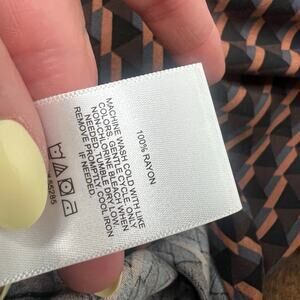 100% RAYON
MACHINE WASH COLD WITH LIKE
COLORS, GENTLE CYCLE, ONLY
NON-CHLORINE BLEACH WHEN
NEEDED, TUMBLE DRY LOW,
REMOVE PROMPTLY, COOL IRON
IF NEEDED.